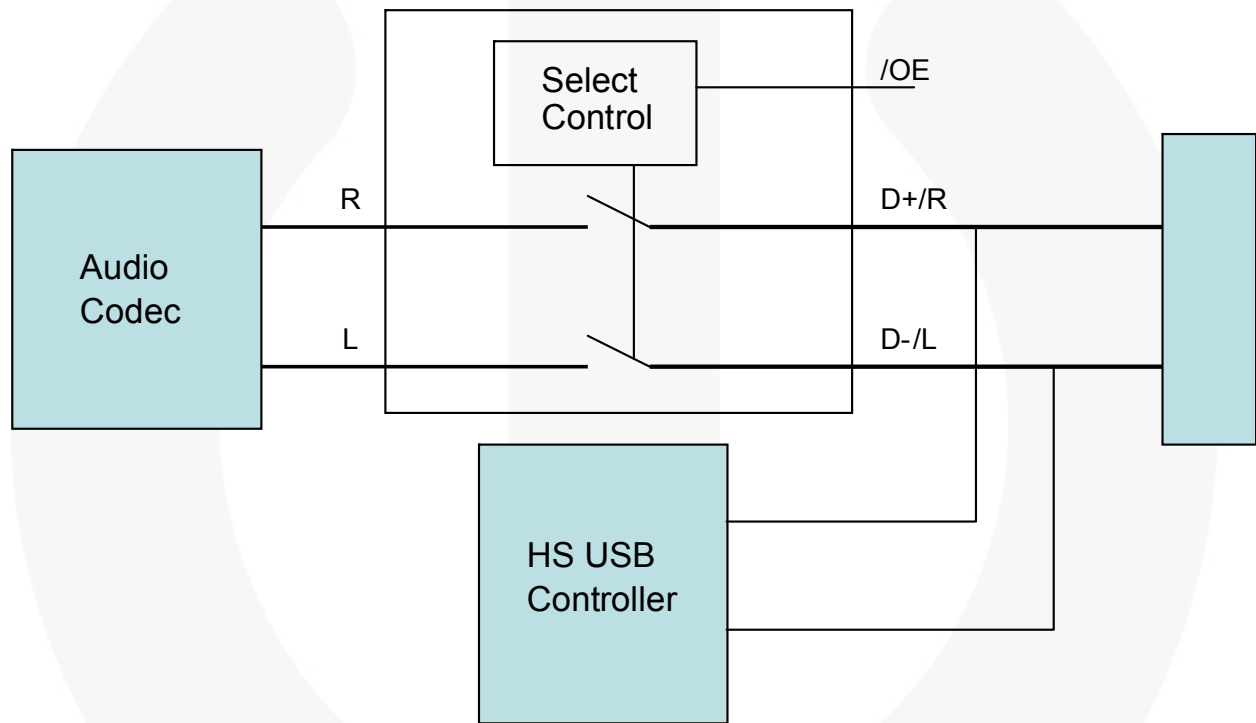 Select
Control
/OE
R
D+/R
Audio
Codec
L
D-/L
HS USB
Controller